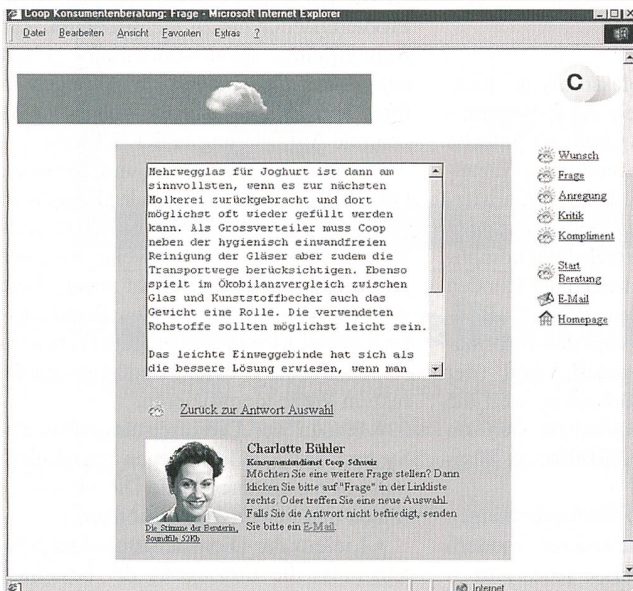 Coop Konsumentenberatung: Frage - Microsoft Internet Explorer
Datei Bearbeiten Ansicht Favoriten Extras ?
C
Mehrwegglas für Joghurt ist dann am
sinnvollsten, wenn es zur nächsten
Molkerei zurückgebracht und dort
möglichst oft wieder gefüllt werden
kann. Als Grossverteiler muss Coop
neben der hygienisch einwandfreien
Reinigung der Gläser aber zudem die
Transportwege berücksichtigen. Ebenso
spielt im Ökobilanzvergleich zwischen
Glas und Kunststoffbecher auch das
Gewicht eine Rolle. Die verwendeten
Rohstoffe sollten möglichst leicht sein.
Das leichte Einweggebinde hat sich als
die bessere Lösung erwiesen, wenn man
Zurück zur Antwort Auswahl
Charlotte Bühler
Konsumentendienst Coop Schweiz
Möchten Sie eine weitere Frage stellen? Dann
klicken Sie bitte auf "Frage" in der Linkliste
rechts. Oder treffen Sie eine neue Auswahl.
Falls Sie die Antwort nicht befriedigt, senden
Sie bitte ein E-Mail.
Die Stimme der Beraterin,
Soundfile 52Kb
Wunsch
Frage
Anregung
Kritik
Kompliment
Start
Beratung
E-Mail
Homepage
Internet